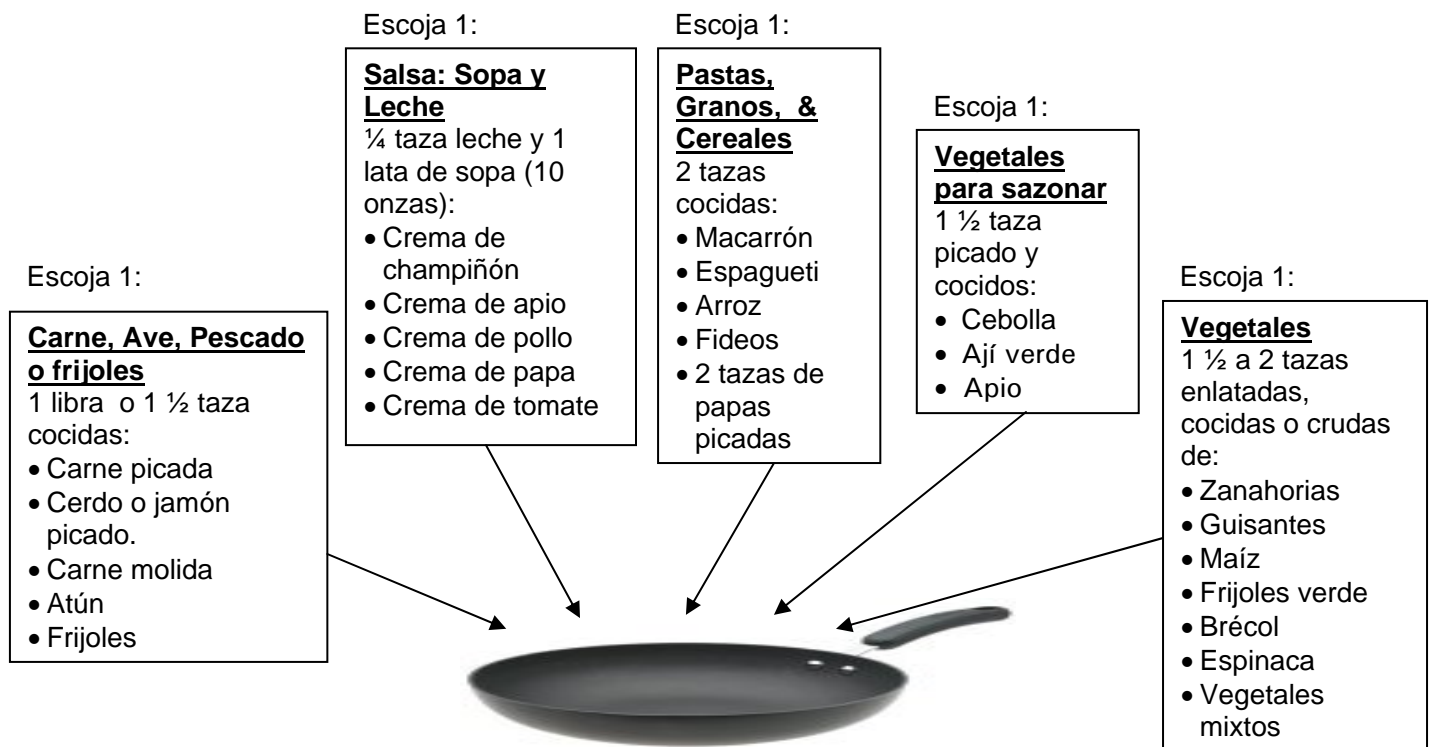 Escoja 1:
Carne, Ave, Pescado
o frijoles
1 libra o 1 ½ taza
cocidas:
• Carne picada
• Cerdo o jamón
picado.
• Carne molida
• Atún
• Frijoles
Escoja 1:
Salsa: Sopa y
Leche
¼ taza leche y 1
lata de sopa (10
onzas):
• Crema de
champiñón
• Crema de apio
• Crema de pollo
• Crema de papa
• Crema de tomate
Escoja 1:
Pastas,
Granos, &
Cereales
2 tazas
cocidas:
• Macarrón
• Espagueti
• Arroz
• Fideos
• 2 tazas de
papas
picadas
Escoja 1:
Vegetales
para sazonar
1 ½ taza
picado y
cocidos:
• Cebolla
• Ají verde
• Apio
Escoja 1:
Vegetales
1 ½ a 2 tazas
enlatadas,
cocidas o crudas
de:
• Zanahorias
• Guisantes
• Maíz
• Frijoles verde
• Brécol
• Espinaca
• Vegetales
mixtos